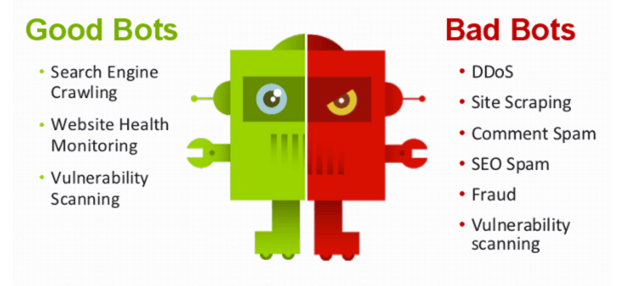 Good Bots
• Search Engine
Crawling
• Website Health
Monitoring
• Vulnerability
Scanning
Bad Bots
• DDoS
• Site Scraping
• Comment Spam
• SEO Spam
• Fraud
• Vulnerability
scanning